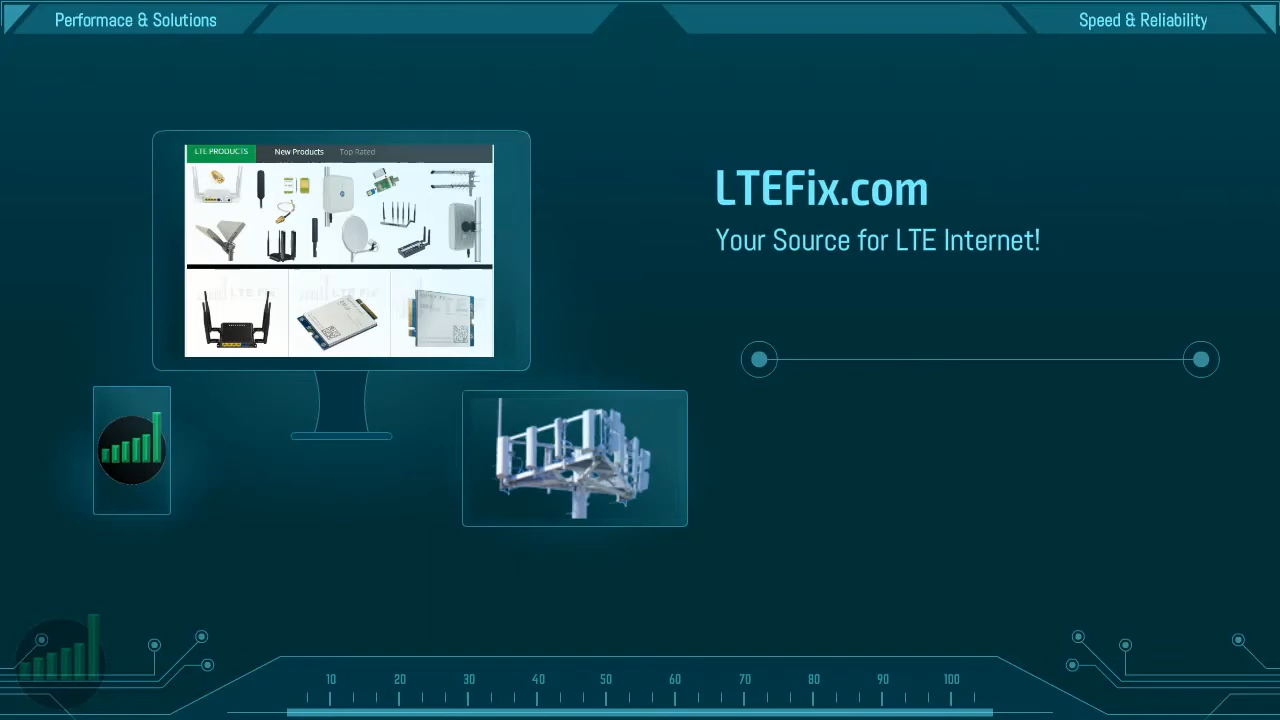 Performace & Solutions
Speed & Reliability
LTE PRODUCTS New Products Top Rated
LTEFix.com
Your Source for LTE Internet!
10 20 30 40 50 60 70 80 90 100